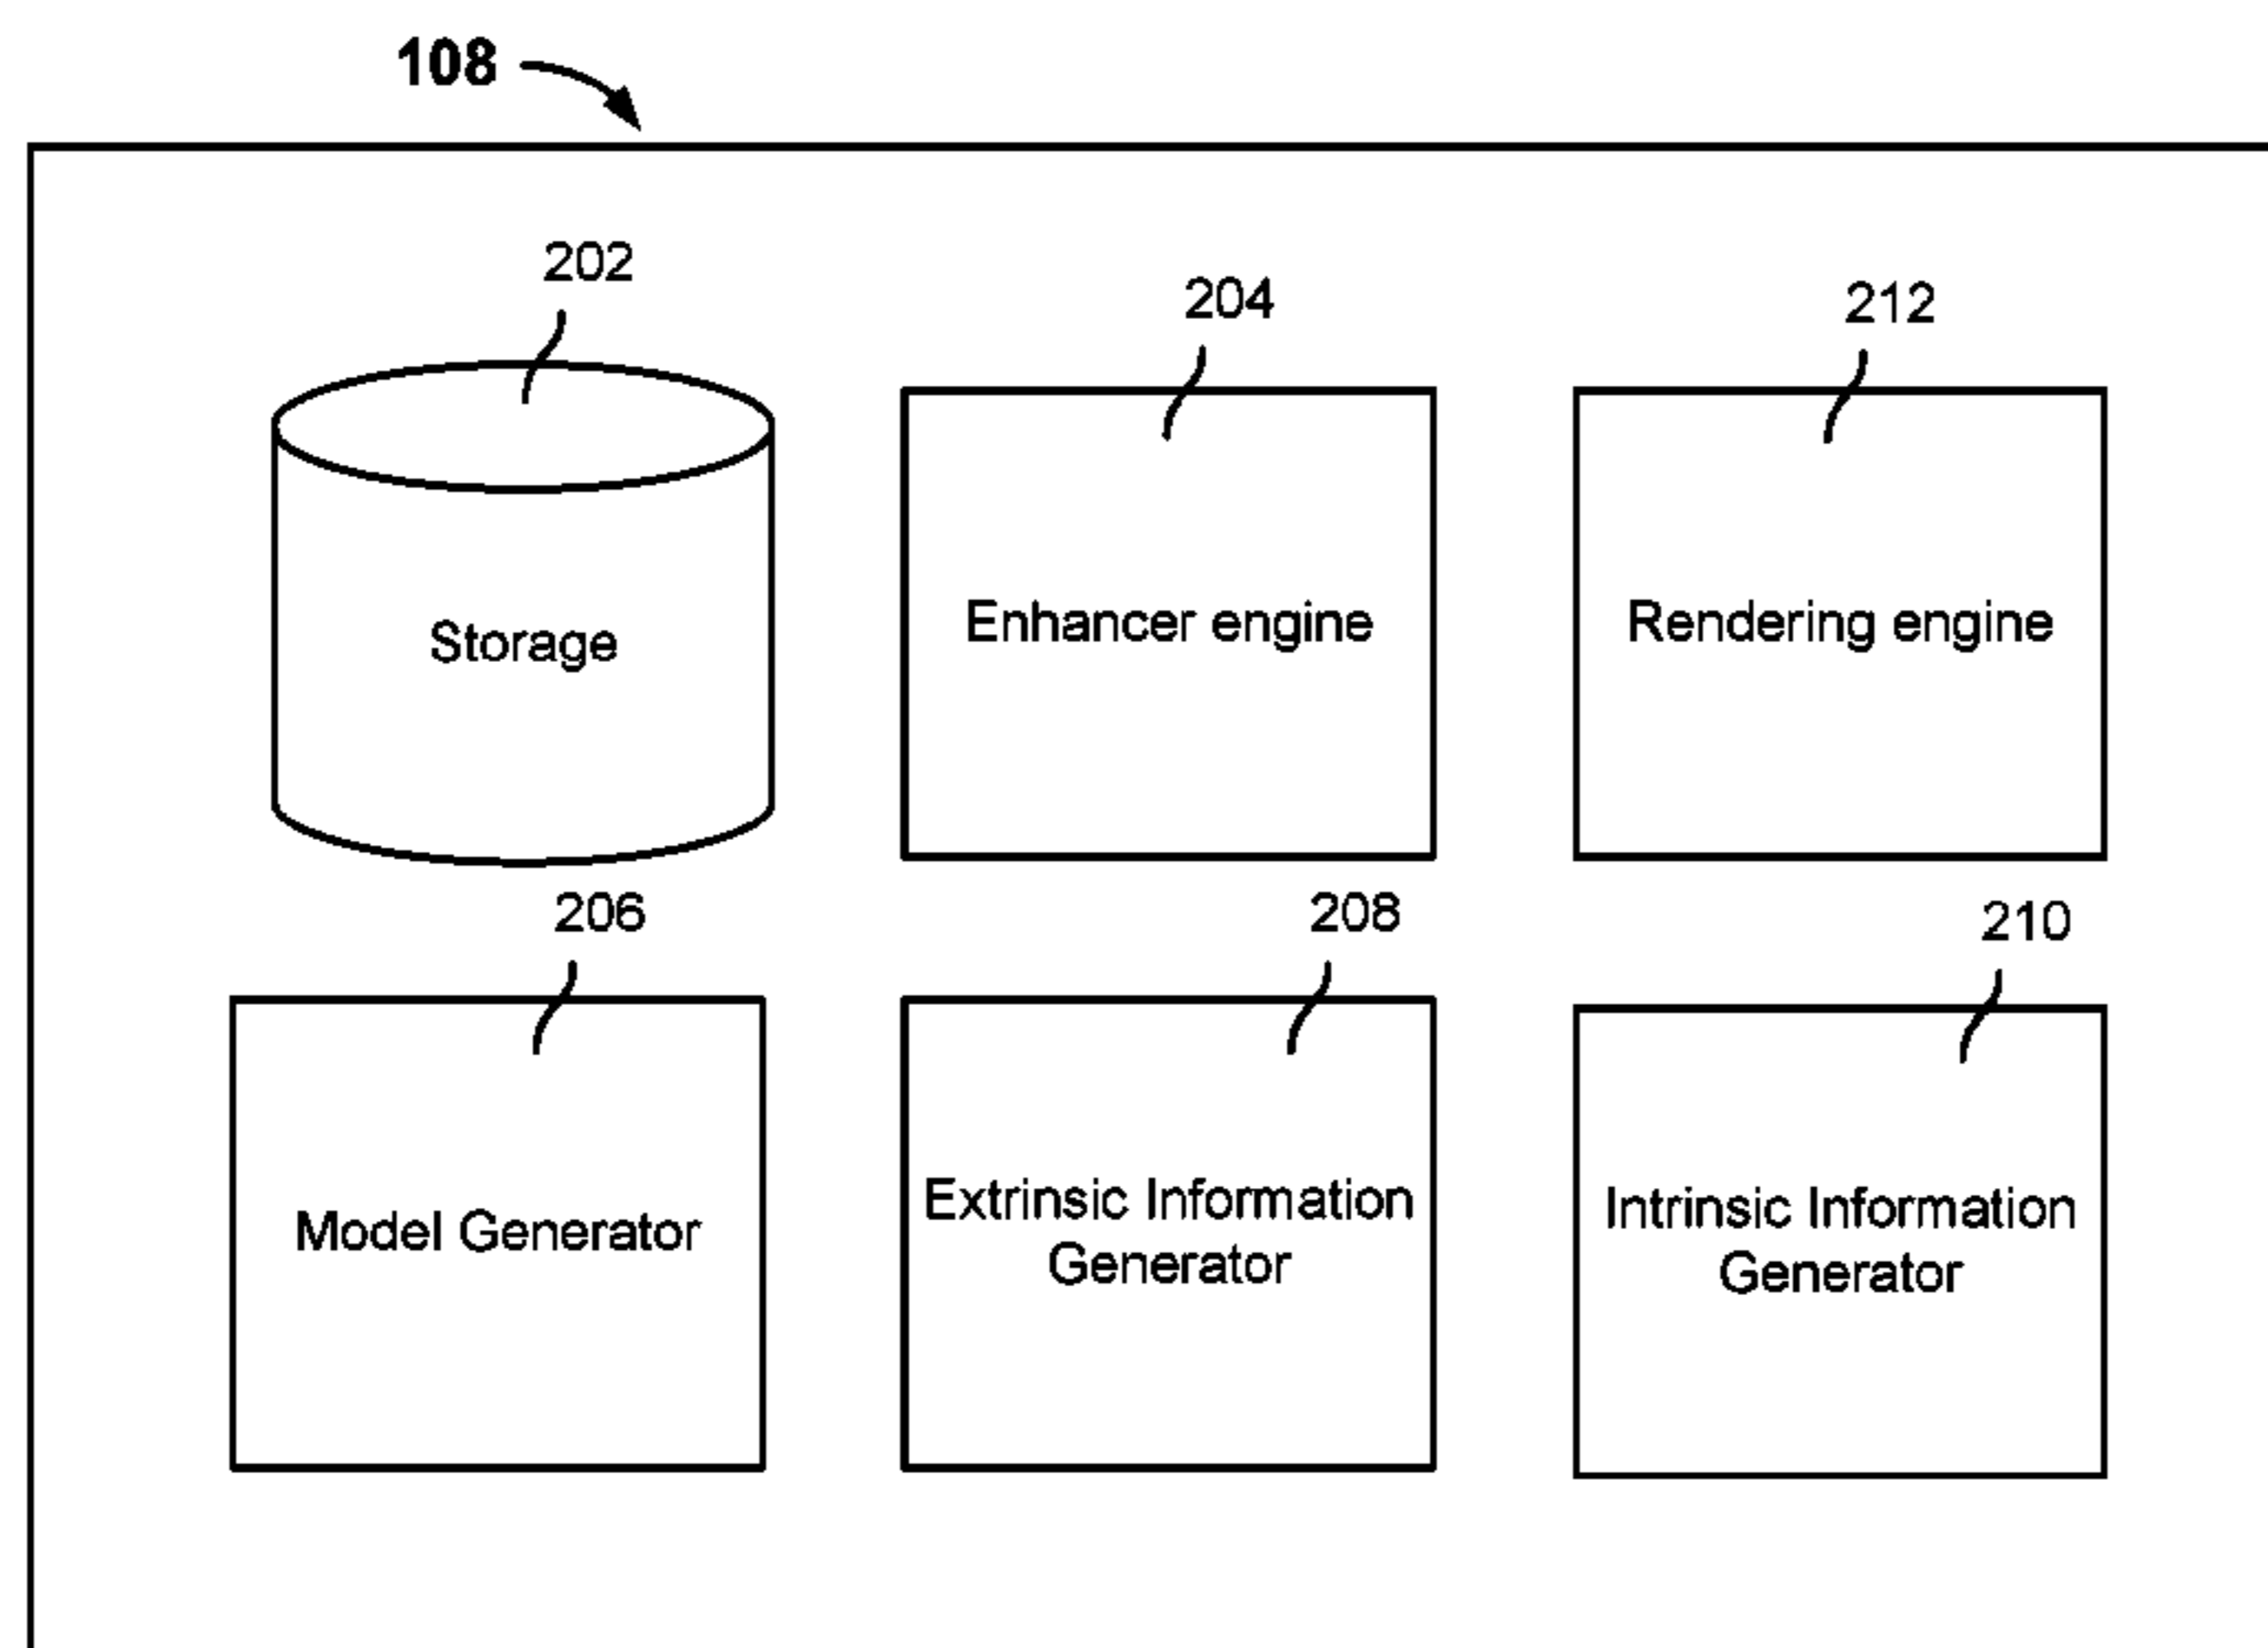 108
202
204
212
Storage
Enhancer engine
Rendering engine
206
208
210
Model Generator
Extrinsic Information
Generator
Intrinsic Information
Generator